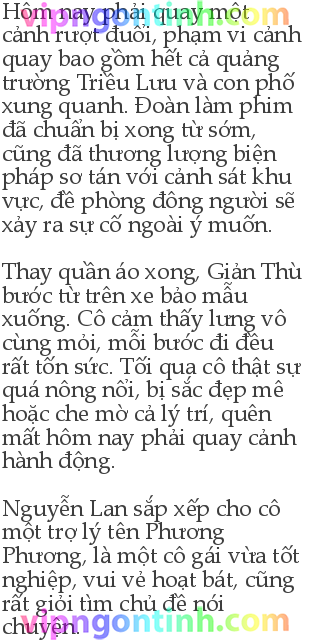 Hôm nay phải quay một
vipngontinh.com
cảnh rượt đuổi, phạm vi cảnh
quay bao gồm hết cả quảng
trường Triều Lưu và con phố
xung quanh. Đoàn làm phim
đã chuẩn bị xong từ sớm,
cũng đã thương lượng biện
pháp sơ tán với cảnh sát khu
vực, đề phòng đông người sẽ
xảy ra sự cố ngoài ý muốn.
Thay quần áo xong, Giản Thù
bước từ trên xe bảo mẫu
xuống. Cô cảm thấy lưng vô
cùng mỏi, mỗi bước đi đều
rất tốn sức. Tối qua cô thật sự
quá nông nổi, bị sắc đẹp mê
hoặc che mờ cả lý trí, quên
mất hôm nay phải quay cảnh
hành động.
Nguyễn Lan sắp xếp cho cô
một trợ lý tên Phương
Phương, là một cô gái vừa tốt
nghiệp, vui vẻ hoạt bát, cũng
rất giỏi tìm chủ đề nói
vipngontinh.com
chuyện.